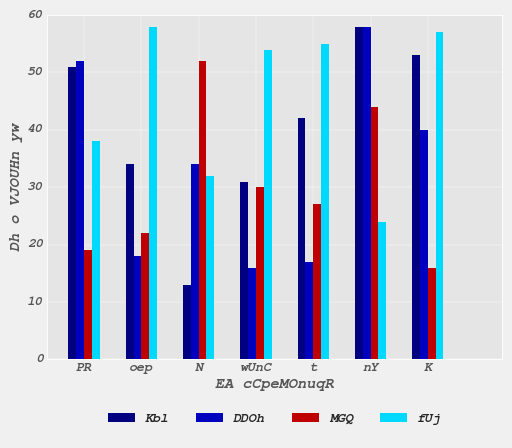 60
50
40
30
20
10
0
Dh o VJOUHn yw
PR oep N wUnC t nY K
EA cCpeMOnuqR
Kbl DDOh MGQ fUj